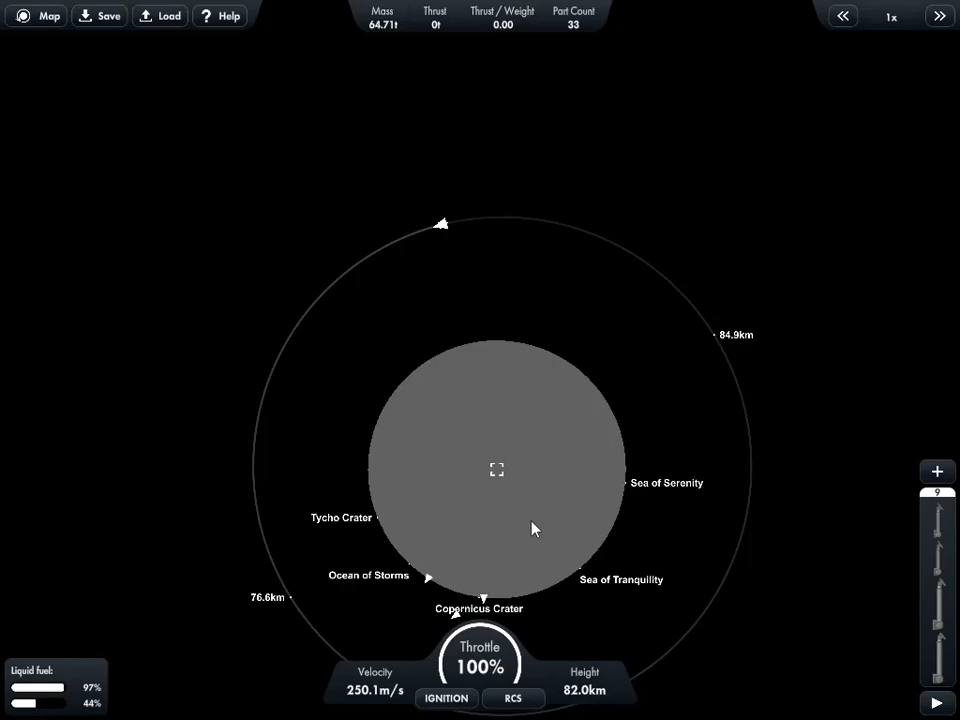 Map Save Load Help
Mass Thrust Thrust / Weight Part Count
64.71t 0t 0.00 33
1x
84.9km
Sea of Serenity
Tycho Crater
Ocean of Storms
Sea of Tranquility
76.6km
Copernicus Crater
Throttle
100%
Velocity
250.1m/s
Height
82.0km
IGNITION RCS
Liquid fuel:
97%
44%
9